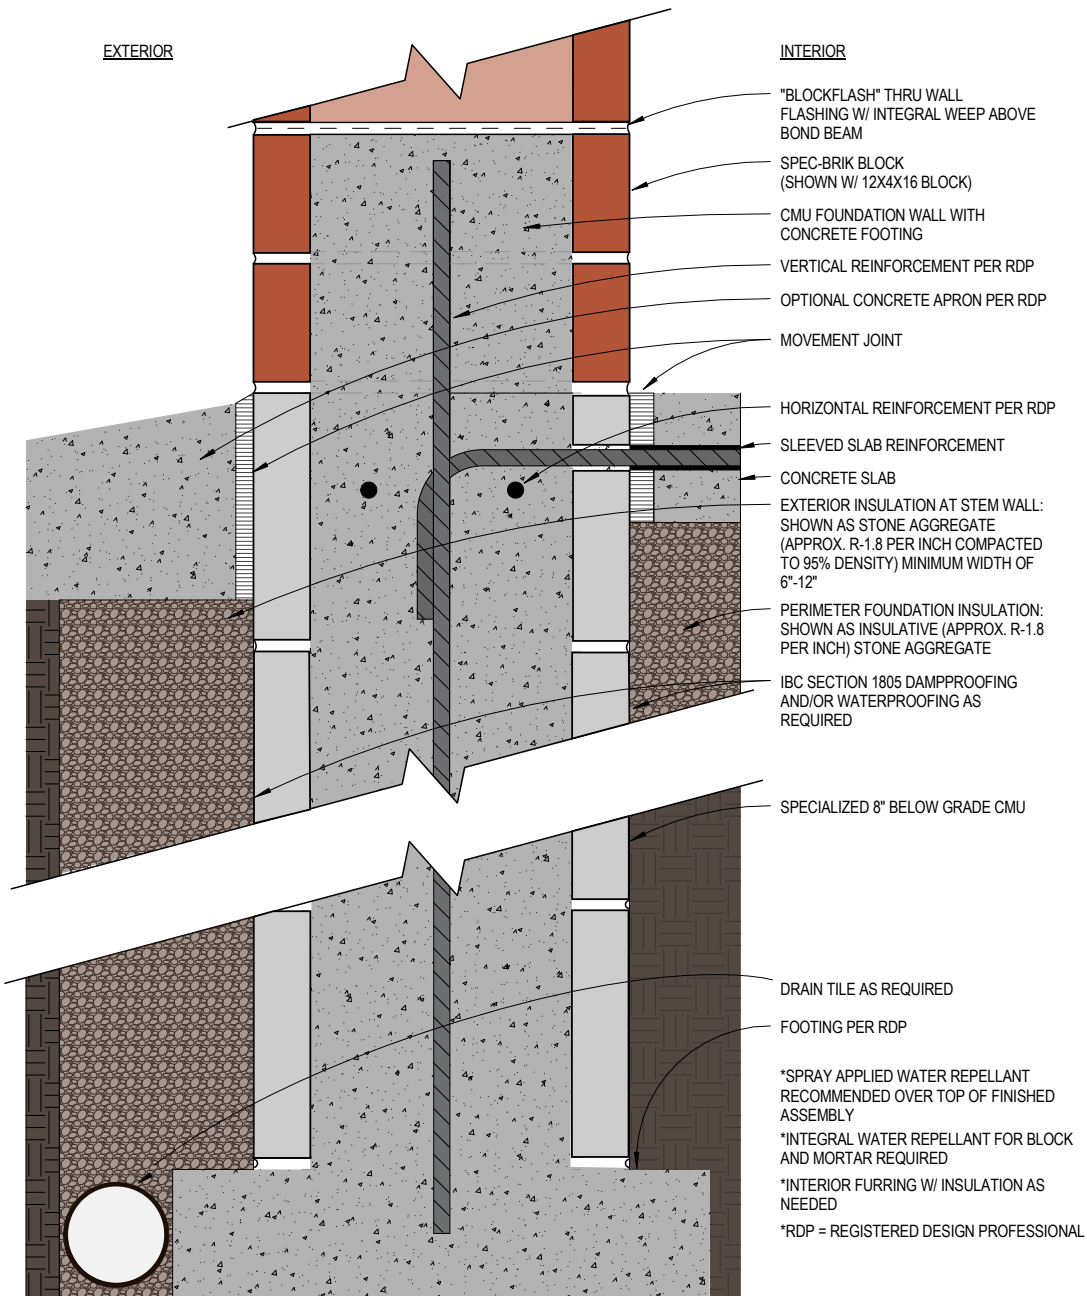 EXTERIOR
INTERIOR
"BLOCKFLASH" THRU WALL
FLASHING W/ INTEGRAL WEEP ABOVE
BOND BEAM
SPEC-BRIK BLOCK
(SHOWN W/ 12X4X16 BLOCK)
CMU FOUNDATION WALL WITH
CONCRETE FOOTING
VERTICAL REINFORCEMENT PER RDP
OPTIONAL CONCRETE APRON PER RDP
MOVEMENT JOINT
HORIZONTAL REINFORCEMENT PER RDP
SLEEVED SLAB REINFORCEMENT
CONCRETE SLAB
EXTERIOR INSULATION AT STEM WALL:
SHOWN AS STONE AGGREGATE
(APPROX. R-1.8 PER INCH COMPACTED
TO 95% DENSITY) MINIMUM WIDTH OF
6"-12"
PERIMETER FOUNDATION INSULATION:
SHOWN AS INSULATIVE (APPROX. R-1.8
PER INCH) STONE AGGREGATE
IBC SECTION 1805 DAMPPROOFING
AND/OR WATERPROOFING AS
REQUIRED
SPECIALIZED 8" BELOW GRADE CMU
DRAIN TILE AS REQUIRED
FOOTING PER RDP
*SPRAY APPLIED WATER REPELLANT
RECOMMENDED OVER TOP OF FINISHED
ASSEMBLY
*INTEGRAL WATER REPELLANT FOR BLOCK
AND MORTAR REQUIRED
*INTERIOR FURRING W/ INSULATION AS
NEEDED
*RDP = REGISTERED DESIGN PROFESSIONAL